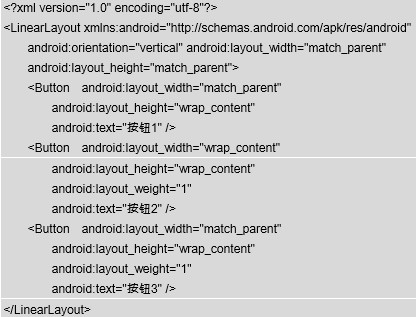 <?xml version="1.0" encoding="utf-8"?>
<LinearLayout xmlns:android="http://schemas.android.com/apk/res/android"
android:orientation="vertical" android:layout_width="match_parent"
android:layout_height="match_parent">
<Button android:layout_width="match_parent"
android:layout_height="wrap_content"
android:text="按钮1" />
<Button android:layout_width="wrap_content"
android:layout_height="wrap_content"
android:layout_weight="1"
android:text="按钮2" />
<Button android:layout_width="match_parent"
android:layout_height="wrap_content"
android:layout_weight="1"
android:text="按钮3" />
</LinearLayout>